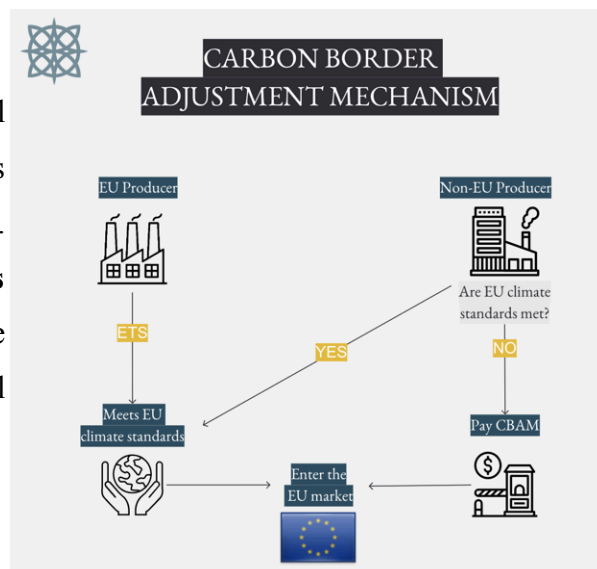 CARBON BORDER
ADJUSTMENT MECHANISM
EU Producer
Non-EU Producer
Are EU climate
standards met?
ETS
YES
NO
Meets EU
climate standards
Pay CBAM
$
Enter the
EU market